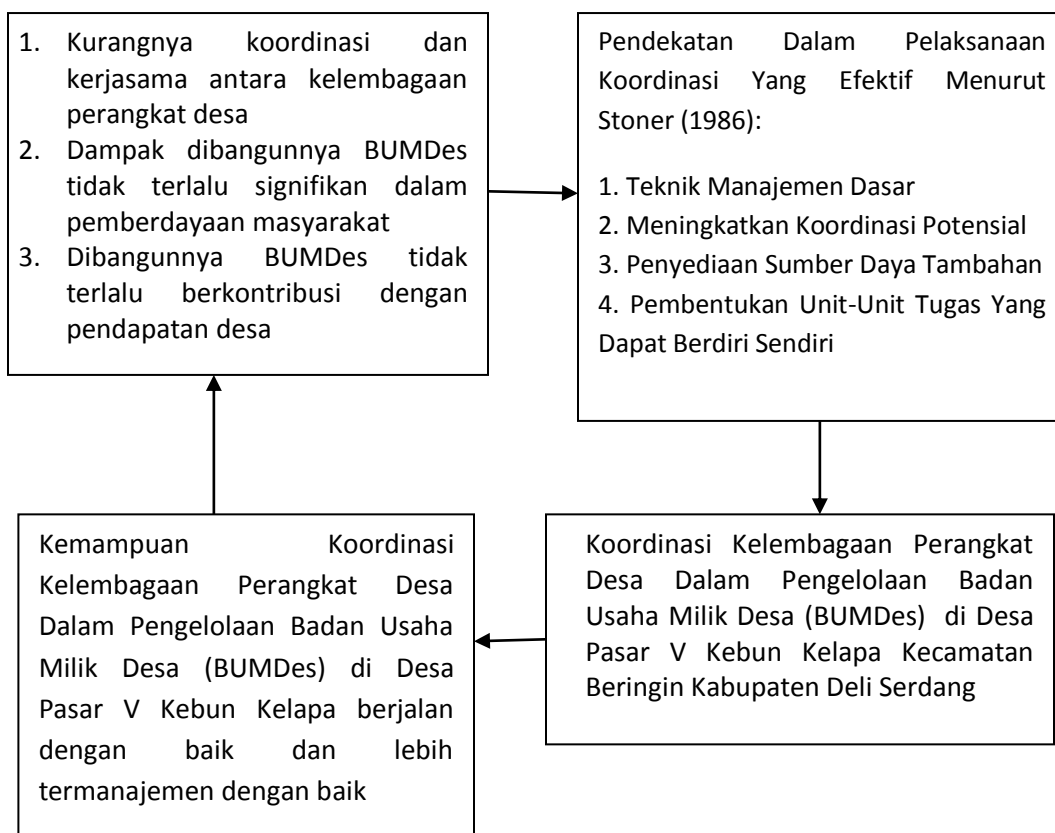 1. Kurangnya koordinasi dan
kerjasama antara kelembagaan
perangkat desa
2. Dampak dibangunnya BUMDes
tidak terlalu signifikan dalam
pemberdayaan masyarakat
3. Dibangunnya BUMDes tidak
terlalu berkontribusi dengan
pendapatan desa
Pendekatan Dalam Pelaksanaan
Koordinasi Yang Efektif Menurut
Stoner (1986):
1. Teknik Manajemen Dasar
2. Meningkatkan Koordinasi Potensial
3. Penyediaan Sumber Daya Tambahan
4. Pembentukan Unit-Unit Tugas Yang
Dapat Berdiri Sendiri
Koordinasi Kelembagaan Perangkat
Desa Dalam Pengelolaan Badan
Usaha Milik Desa (BUMDes) di Desa
Pasar V Kebun Kelapa Kecamatan
Beringin Kabupaten Deli Serdang
Kemampuan Koordinasi
Kelembagaan Perangkat Desa
Dalam Pengelolaan Badan Usaha
Milik Desa (BUMDes) di Desa
Pasar V Kebun Kelapa berjalan
dengan baik dan lebih
termanajemen dengan baik